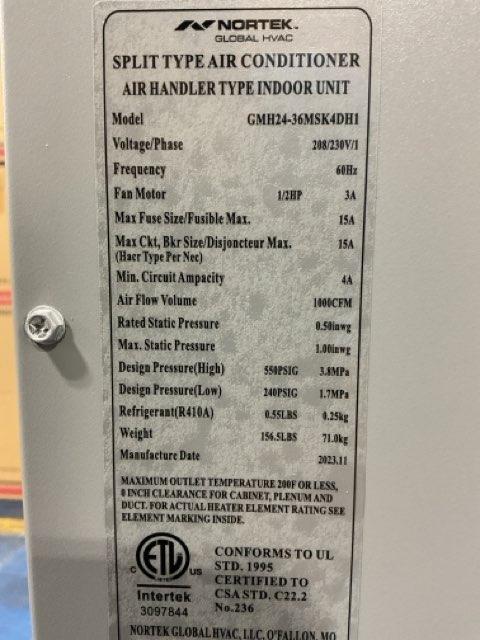 NORTEK
GLOBAL HVAC
SPLIT TYPE AIR CONDITIONER
AIR HANDLER TYPE INDOOR UNIT
Model GMH24-36MSK4DH1
Voltage/Phase 208/230V/1
Frequency 60Hz
Fan Motor 1/2HP 3A
Max Fuse Size/Fusible Max. 15A
Max Ckt, Bkr Size/Disjoncteur Max. 15A
(Hacr Type Per Nec)
Min. Circuit Ampacity 4A
Air Flow Volume 1000CFM
Rated Static Pressure 0.50inwg
Max. Static Pressure 1.00inwg
Design Pressure(High) 550PSIG 3.8MPa
Design Pressure(Low) 240PSIG 1.7MPa
Refrigerant(R410A) 0.55LBS 0.25kg
Weight 156.5LBS 71.0kg
Manufacture Date 2023.11
MAXIMUM OUTLET TEMPERATURE 200F OR LESS,
0 INCH CLEARANCE FOR CABINET, PLENUM AND
DUCT. FOR ACTUAL HEATER ELEMENT RATING SEE
ELEMENT MARKING INSIDE.
C ETL US
LISTED
Intertek
3097844
CONFORMS TO UL
STD. 1995
CERTIFIED TO
CSA STD. C22.2
No.236
NORTEK GLOBAL HVAC, LLC, O'FALLON, MO